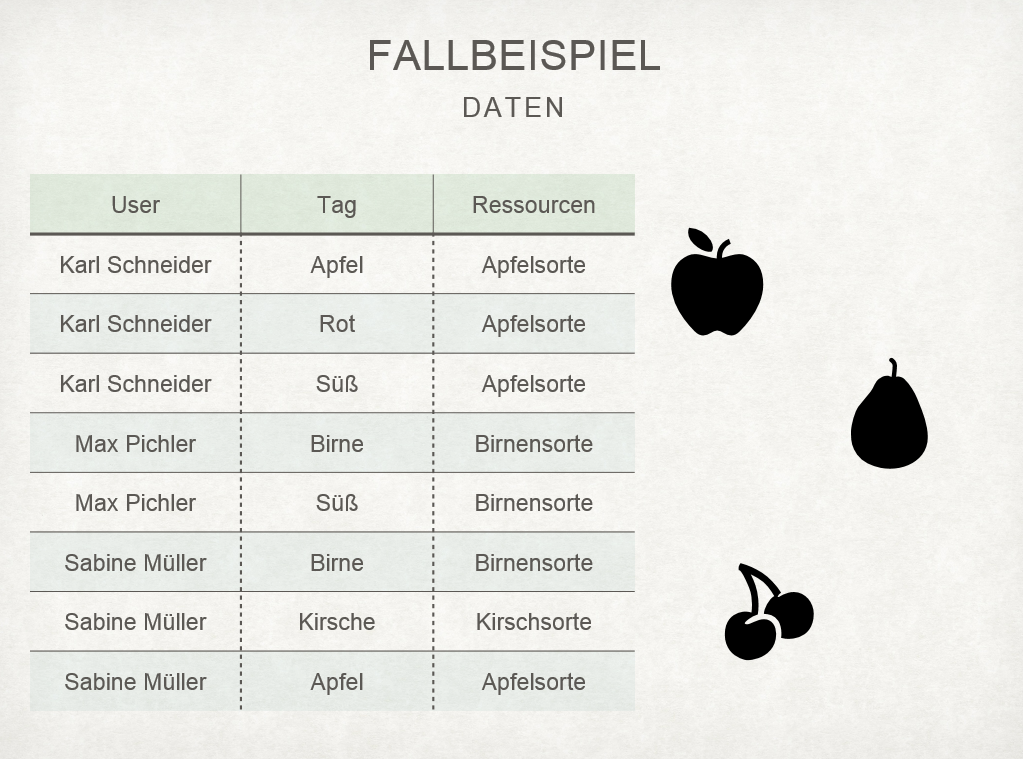 FALLBEISPIEL
DATEN
User Tag Ressourcen
Karl Schneider Apfel Apfelsorte
Karl Schneider Rot Apfelsorte
Karl Schneider Süß Apfelsorte
Max Pichler Birne Birnensorte
Max Pichler Süß Birnensorte
Sabine Müller Birne Birnensorte
Sabine Müller Kirsche Kirschsorte
Sabine Müller Apfel Apfelsorte